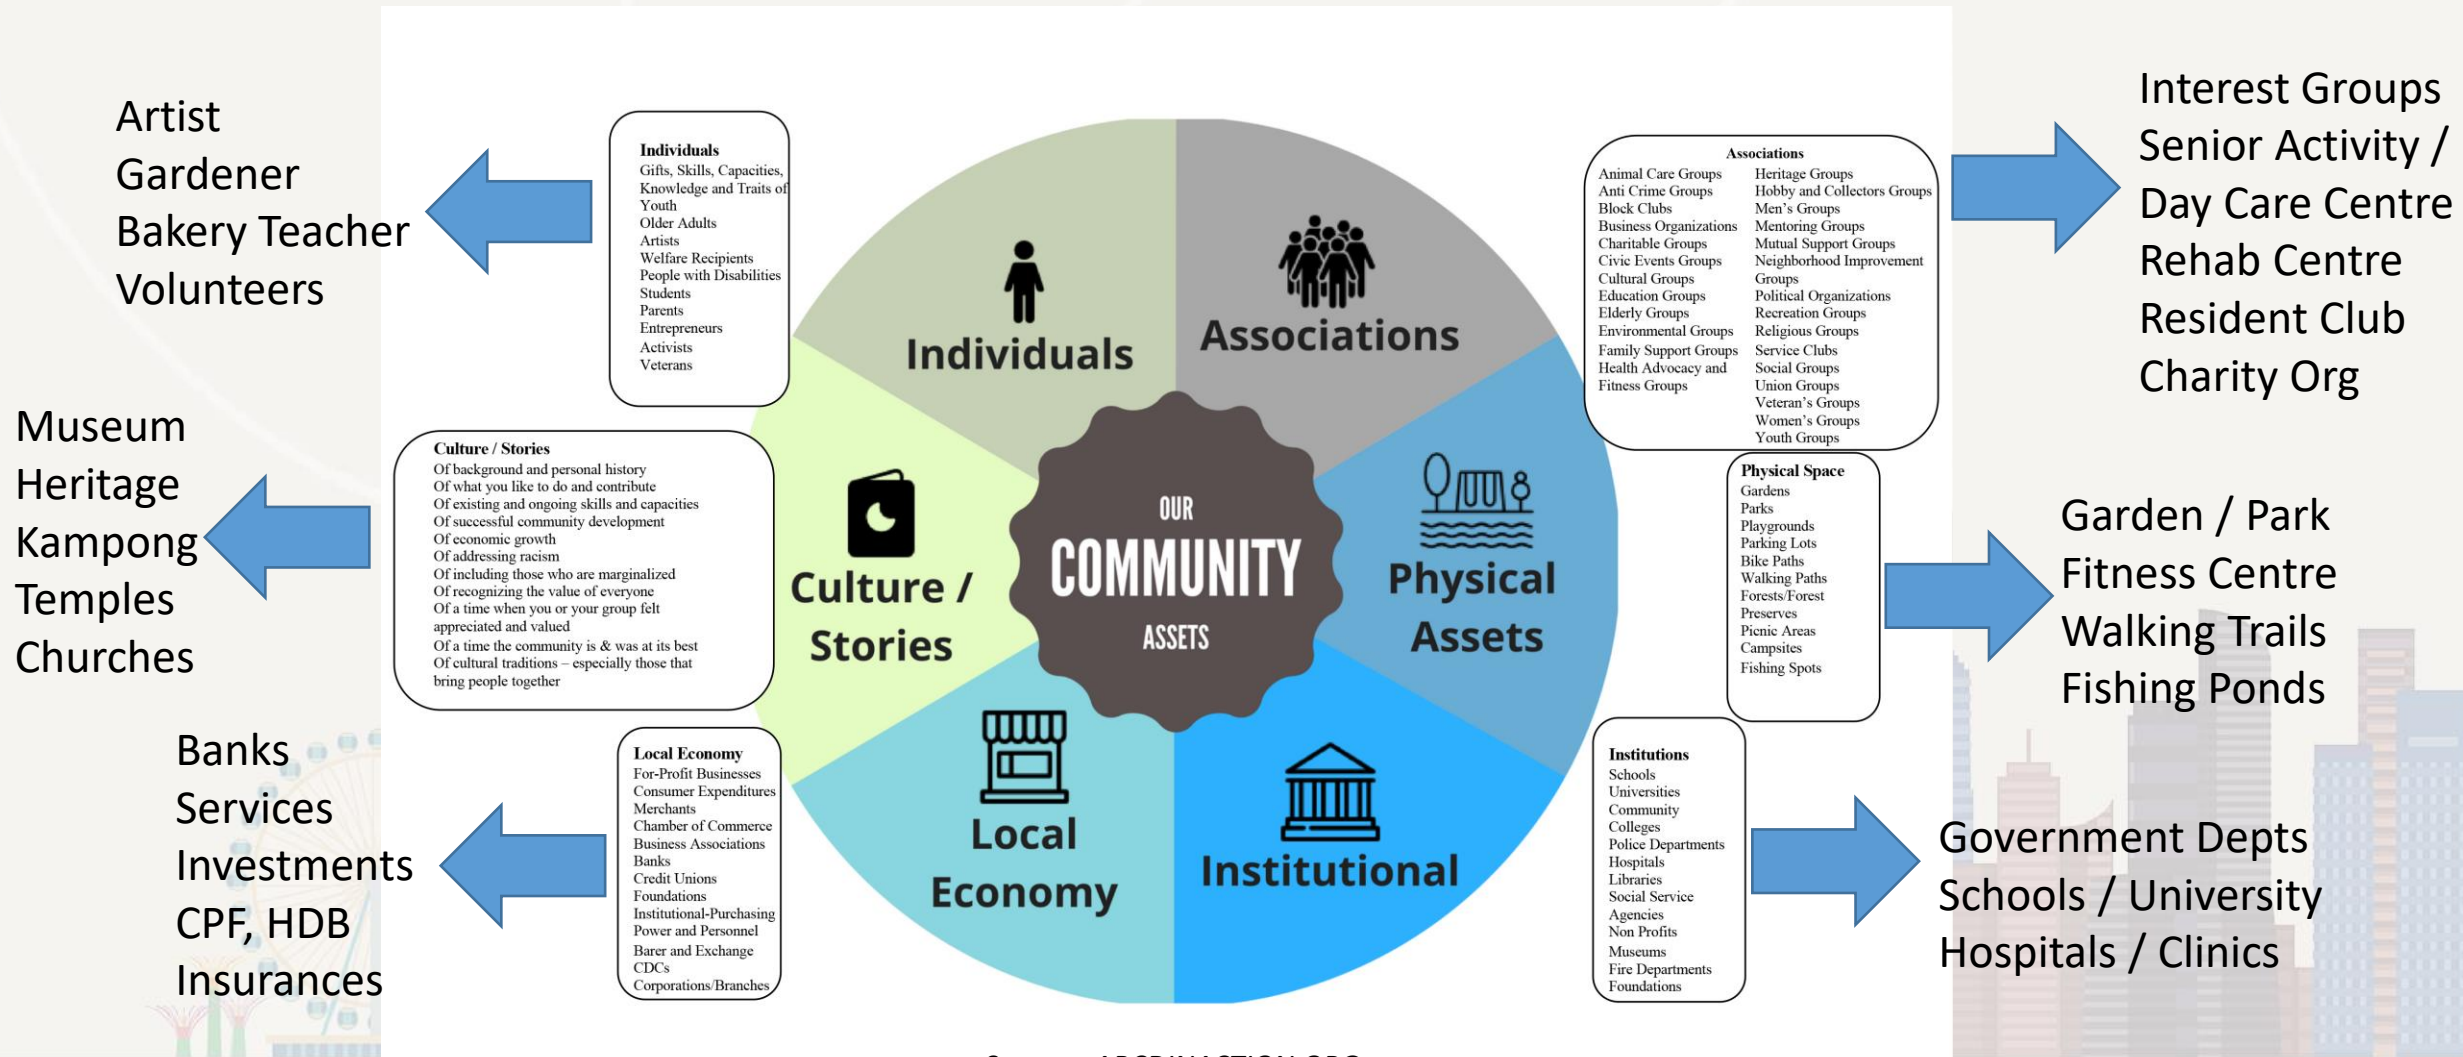 Artist
Gardener
Bakery Teacher
Volunteers
Museum
Heritage
Kampong
Temples
Churches
Banks
Services
Investments
CPF, HDB
Insurances
Individuals
Gifts, Skills, Capacities,
Knowledge and Traits of
Youth
Older Adults
Artists
Welfare Recipients
People with Disabilities
Students
Parents
Entrepreneurs
Activists
Veterans
Culture / Stories
Of background and personal history
Of what you like to do and contribute
Of existing and ongoing skills and capacities
Of successful community development
Of economic growth
Of addressing racism
Of including those who are marginalized
Of recognizing the value of everyone
Of a time when you or your group felt
appreciated and valued
Of a time the community is & was at its best
Of cultural traditions – especially those that
bring people together
Local Economy
For-Profit Businesses
Consumer Expenditures
Merchants
Chamber of Commerce
Business Associations
Banks
Credit Unions
Foundations
Institutional-Purchasing
Power and Personnel
Barer and Exchange
CDCs
Corporations/Branches
Individuals
Associations
Culture /
Stories
OUR
COMMUNITY
ASSETS
Physical
Assets
Local
Economy
Institutional
Associations
Animal Care Groups
Anti Crime Groups
Block Clubs
Business Organizations
Charitable Groups
Civic Events Groups
Cultural Groups
Education Groups
Elderly Groups
Environmental Groups
Family Support Groups
Health Advocacy and
Fitness Groups
Heritage Groups
Hobby and Collectors Groups
Men's Groups
Mentoring Groups
Mutual Support Groups
Neighborhood Improvement
Groups
Political Organizations
Recreation Groups
Religious Groups
Service Clubs
Social Groups
Union Groups
Veteran's Groups
Women's Groups
Youth Groups
Physical Space
Gardens
Parks
Playgrounds
Parking Lots
Bike Paths
Walking Paths
Forests/Forest
Preserves
Picnic Areas
Campsites
Fishing Spots
Institutions
Schools
Universities
Community
Colleges
Police Departments
Hospitals
Libraries
Social Service
Agencies
Non Profits
Museums
Fire Departments
Foundations
Interest Groups
Senior Activity /
Day Care Centre
Rehab Centre
Resident Club
Charity Org
Garden / Park
Fitness Centre
Walking Trails
Fishing Ponds
Government Depts
Schools / University
Hospitals / Clinics